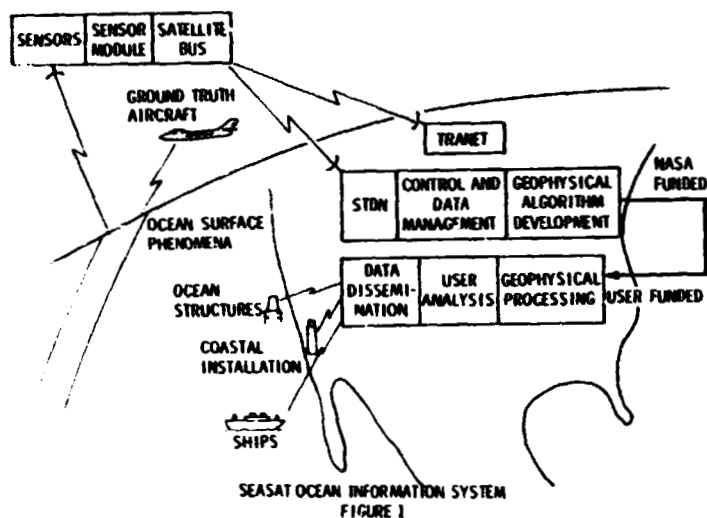 SENSORS
SENSOR
MODULE
SATELLITE
BUS
GROUND TRUTH
AIRCRAFT
TRANET
NASA
FUNDED
STDN
CONTROL AND
DATA
MANAGEMENT
GEOPHYSICAL
ALGORITHM
DEVELOPMENT
OCEAN SURFACE
PHENOMENA
DATA
DISSEMI-
NATION
USER
ANALYSIS
GEOPHYSICAL
PROCESSING
USER FUNDED
OCEAN
STRUCTURES
COASTAL
INSTALLATION
SHIPS
SEASAT OCEAN INFORMATION SYSTEM
FIGURE 1